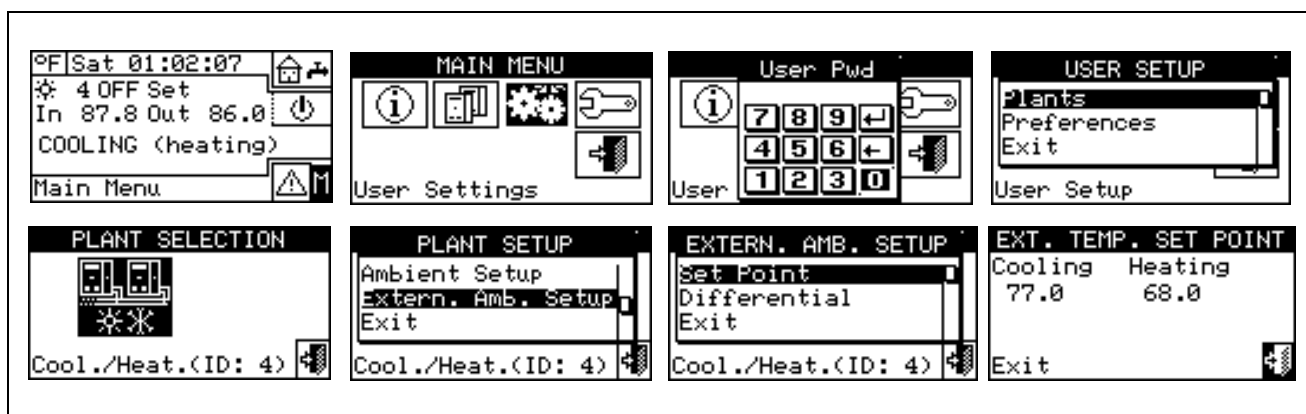 °F Sat 01:02:07
4 OFF Set
In 87.8 Out 86.0
COOLING (heating)
Main Menu M
MAIN MENU
i
User Settings
User Pwd
i
7 8 9
4 5 6
1 2 3 0
User
USER SETUP
Plants
Preferences
Exit
User Setup
PLANT SELECTION
Cool./Heat.(ID: 4)
PLANT SETUP
Ambient Setup
Extern. Amb. Setup
Exit
Cool./Heat.(ID: 4)
EXTERN. AMB. SETUP
Set Point
Differential
Exit
Cool./Heat.(ID: 4)
EXT. TEMP. SET POINT
Cooling Heating
77.0 68.0
Exit